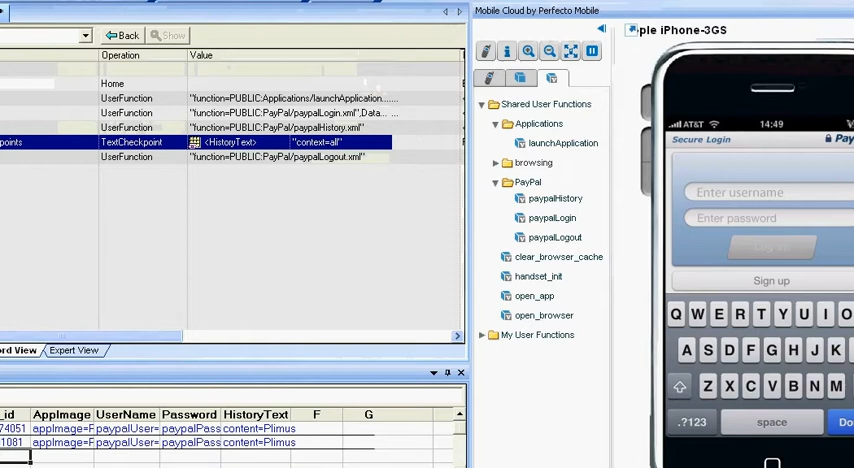 Mobile Cloud by Perfecto Mobile
Back
Show
Operation
Value
Home
UserFunction
"function=PUBLIC:Applications/launchApplication......
UserFunction
"function=PUBLIC:PayPal/paypalLogin.xml",Data... ...
UserFunction
"function=PUBLIC:PayPal/paypalHistory.xml"
points
TextCheckpoint
<HistoryText>
"context=all"
UserFunction
"function=PUBLIC:PayPal/paypalLogout.xml"
ord View
Expert View
_id
AppImage
UserName
Password
HistoryText
F
G
74051
appImage=F
paypalUser=
paypalPass
content=Plimus
1081
appImage=F
paypalUser=
paypalPass
content=Plimus
Shared User Functions
Applications
launchApplication
browsing
PayPal
paypalHistory
paypalLogin
paypalLogout
clear_browser_cache
handset_init
open_app
open_browser
My User Functions
ple iPhone-3GS
AT&T
14:49
Secure Login
Pay
Enter username
Enter password
Log In
Sign up
Q W E R T Y U I O
A S D F G H J K
Z X C V B N M
.?123
space
Do